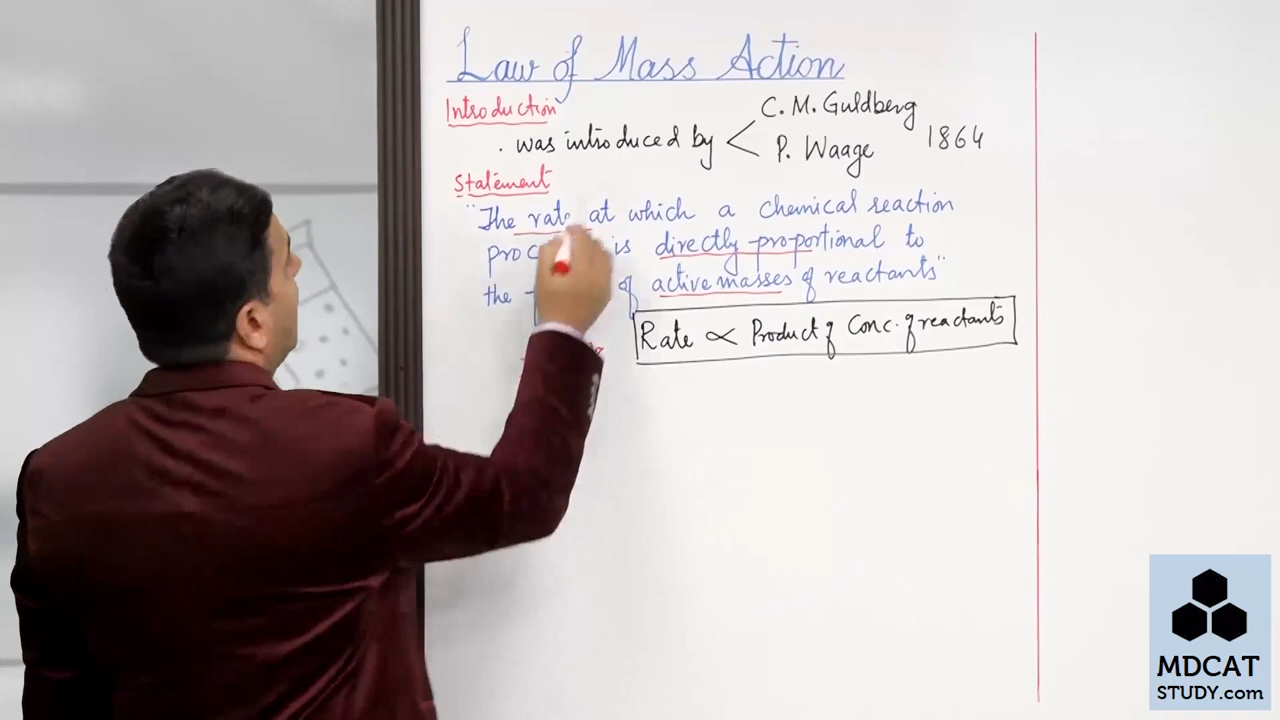 Law of Mass Action
Introduction
. was introduced by < C. M. Guldberg
P. Waage 1864
Statement
"The rate at which a chemical reaction
is directly proportional to
the of active masses of reactants"
Rate ∝ Product of Conc. of reactants
MDCAT
STUDY.com